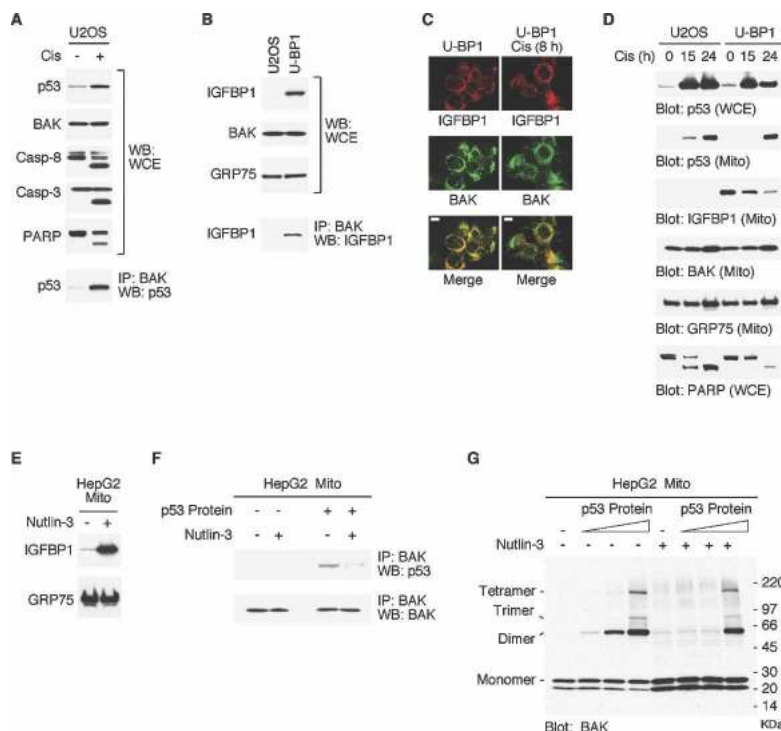 A
U2OS
Cis - +
p53
BAK
Casp-8
Casp-3
PARP
WB:
WCE
p53
IP: BAK
WB: p53
B
U2OS
U-BP1
IGFBP1
BAK
GRP75
WB:
WCE
IGFBP1
IP: BAK
WB: IGFBP1
C
U-BP1
U-BP1
Cis (8 h)
IGFBP1 IGFBP1
BAK BAK
Merge Merge
D
U2OS U-BP1
Cis (h) 0 15 24 0 15 24
Blot: p53 (WCE)
Blot: p53 (Mito)
Blot: IGFBP1 (Mito)
Blot: BAK (Mito)
Blot: GRP75 (Mito)
Blot: PARP (WCE)
E
HepG2
Mito
Nutlin-3 - +
IGFBP1
GRP75
F
HepG2 Mito
p53 Protein - - + +
Nutlin-3 - + - +
IP: BAK
WB: p53
IP: BAK
WB: BAK
G
HepG2 Mito
p53 Protein p53 Protein
- -
Nutlin-3 - - - - + + + +
Tetramer
Trimer
Dimer
Monomer
- 220
- 97
- 66
- 45
- 30
- 20
- 14
KDa
Blot: BAK